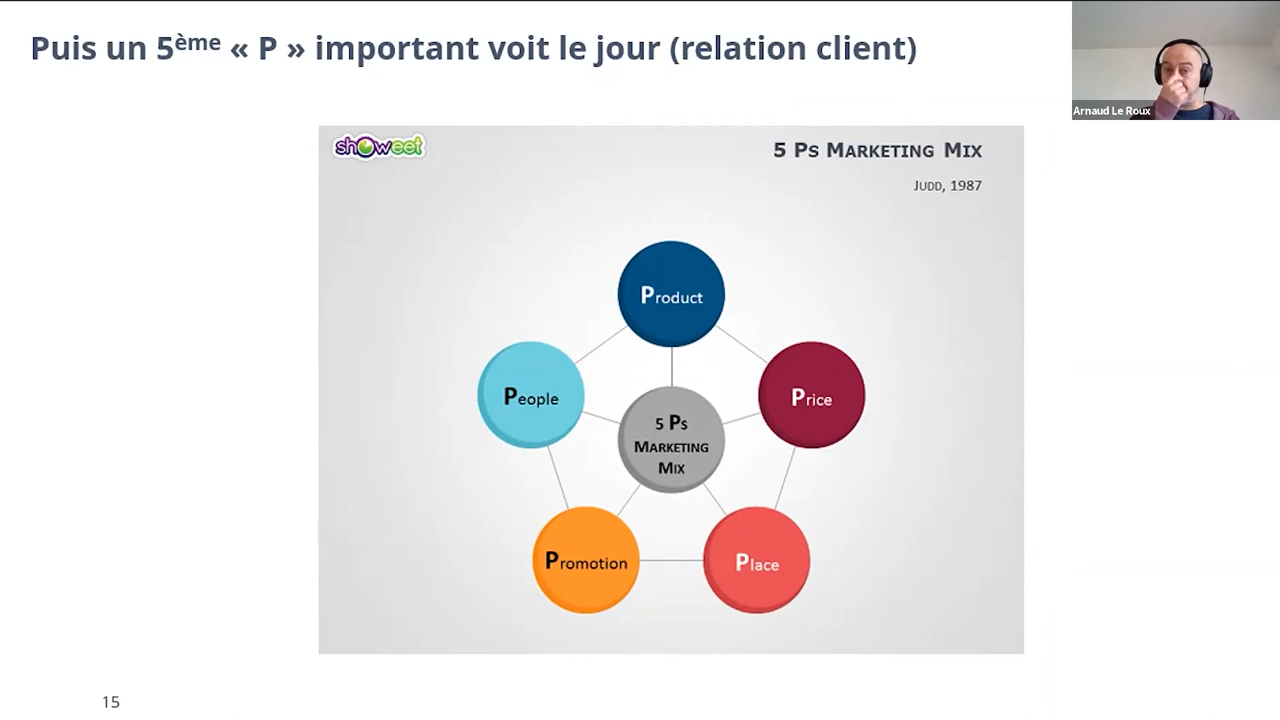 Puis un 5ème « P » important voit le jour (relation client)
Arnaud Le Roux
showeet
5 Ps Marketing Mix
Judd, 1987
Product
People
Price
5 Ps
Marketing
Mix
Promotion
Place
15